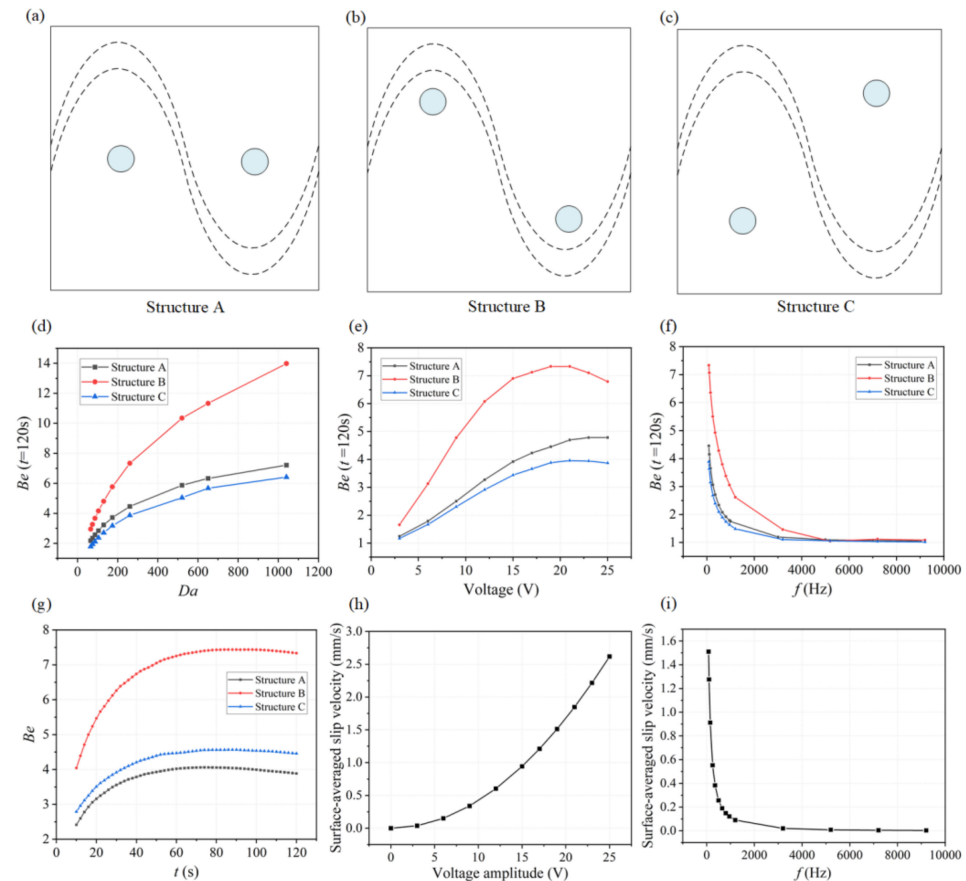 (a)
(b)
(c)
Structure A
Structure B
Structure C
(d)
Be (t=120s)
14
12
10
8
6
4
2
Structure A
Structure B
Structure C
0 200 400 600 800 1000 1200
Da
(e)
Be (t =120s)
8
7
6
5
4
3
2
1
Structure A
Structure B
Structure C
0 5 10 15 20 25
Voltage (V)
(f)
Be (t =120s)
8
7
6
5
4
3
2
1
Structure A
Structure B
Structure C
0 2000 4000 6000 8000 10000
f (Hz)
(g)
Be
8
7
6
5
4
3
2
Structure A
Structure B
Structure C
0 20 40 60 80 100 120
t (s)
(h)
Surface-averaged slip velocity (mm/s)
3.0
2.5
2.0
1.5
1.0
0.5
0.0
0 5 10 15 20 25
Voltage amplitude (V)
(i)
Surface-averaged slip velocity (mm/s)
1.6
1.4
1.2
1.0
0.8
0.6
0.4
0.2
0.0
0 2000 4000 6000 8000 10000
f (Hz)